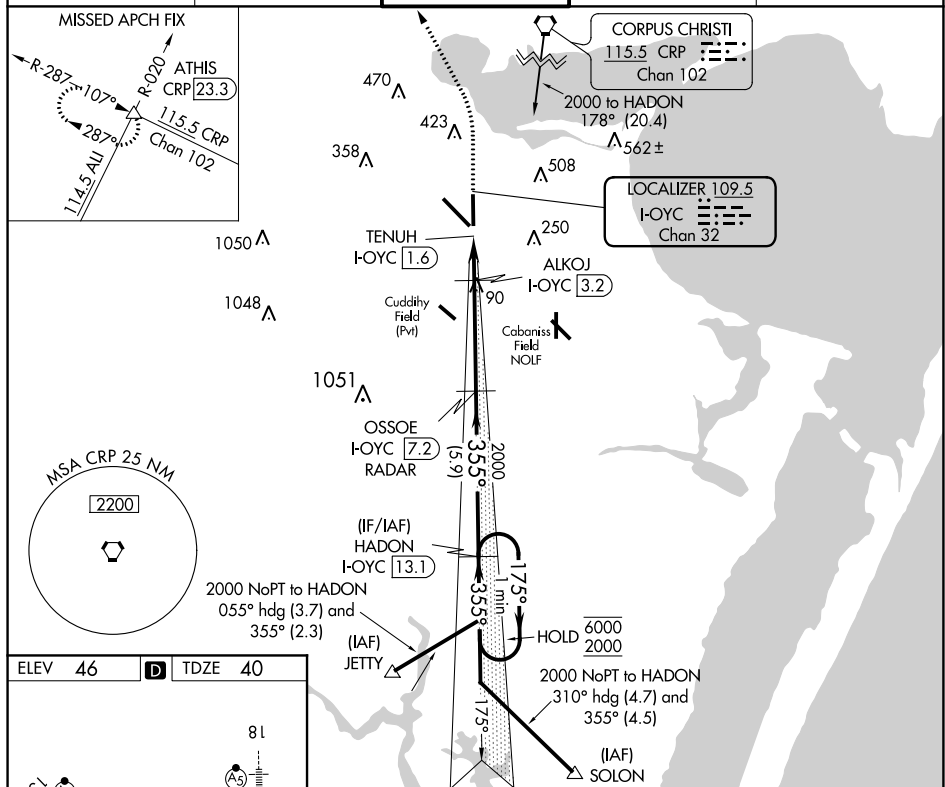 MISSED APCH FIX
R-020
ATHIS
CRP 23.3
R-287
107°
287°
115.5 CRP
Chan 102
114.5 ALI
CORPUS CHRISTI
115.5 CRP
Chan 102
2000 to HADON
178° (20.4)
470
423
358
562 ±
508
LOCALIZER 109.5
I-OYC
Chan 32
1050
TENUH
I-OYC 1.6
250
ALKOJ
I-OYC 3.2
90
1048
Cuddihy
Field
(Pvt)
Cabaniss
Field
NOLF
1051
OSSOE
I-OYC 7.2
RADAR
355°
2000
(5.9)
MSA CRP 25 NM
2200
(IF/IAF)
HADON
I-OYC 13.1
175°
1 min
355°
2000 NoPT to HADON
055° hdg (3.7) and
355° (2.3)
(IAF)
JETTY
HOLD 6000
2000
2000 NoPT to HADON
310° hdg (4.7) and
355° (4.5)
175°
(IAF)
SOLON
ELEV 46 D TDZE 40
18
A5